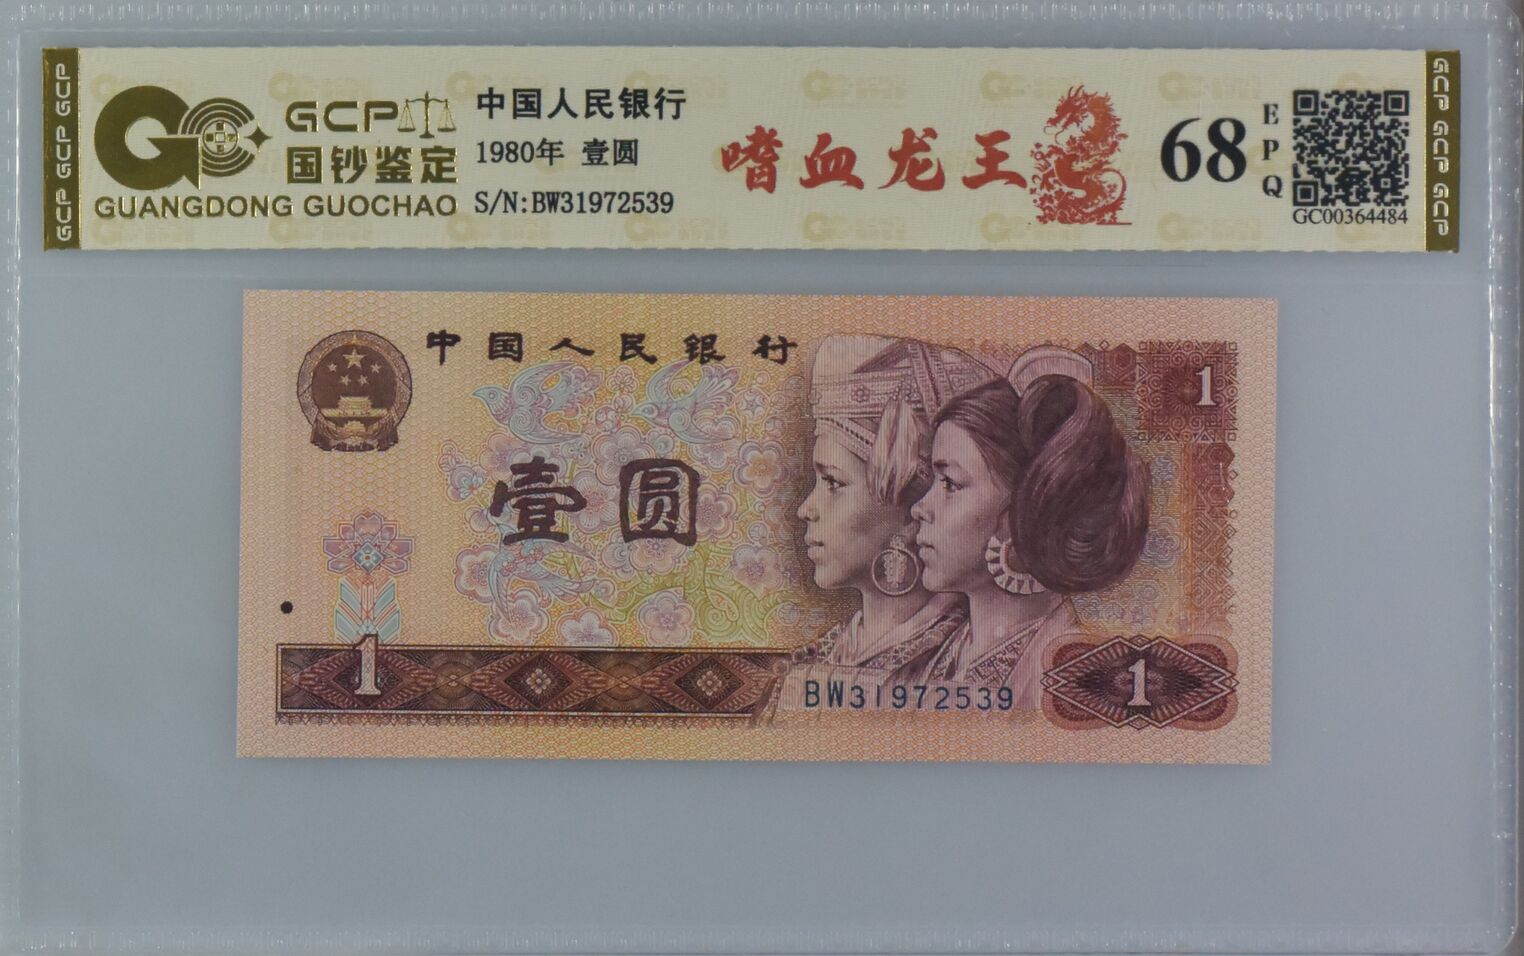 GCP GCP GCP
GCP
国钞鉴定
GUANGDONG GUOCHAO
中国人民银行
1980年 壹圆
S/N:BW31972539
嗜血龙王
68
EPQ
GC00364484
GCP GCP GCP
中国人民银行
1
壹圆
1
BW31972539
1